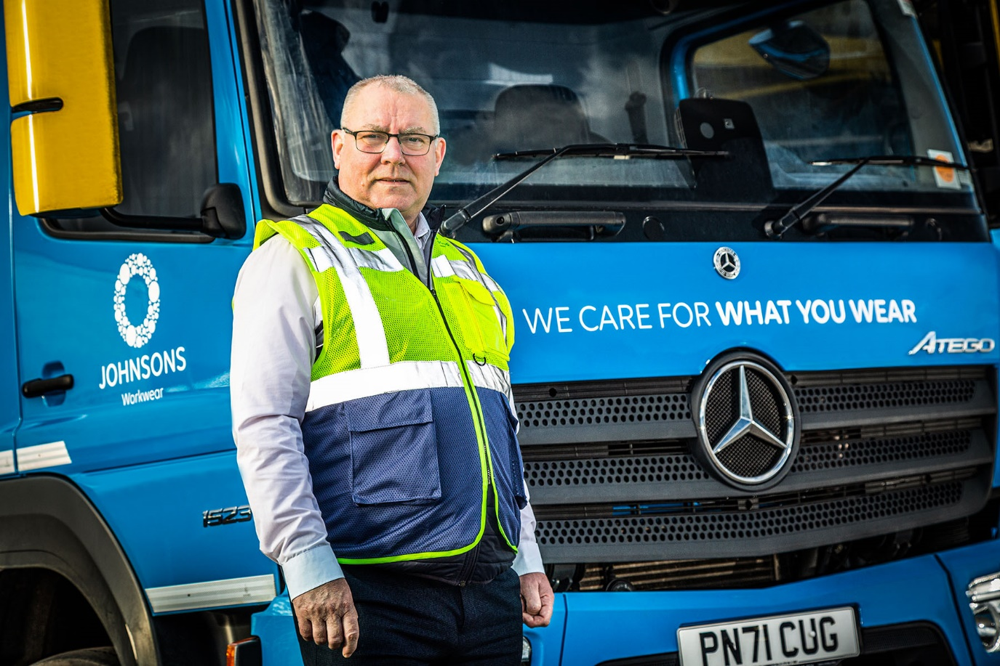 JOHNSONS
Workwear
1523
WE CARE FOR WHAT YOU WEAR
ATEGO
PN71 CUG